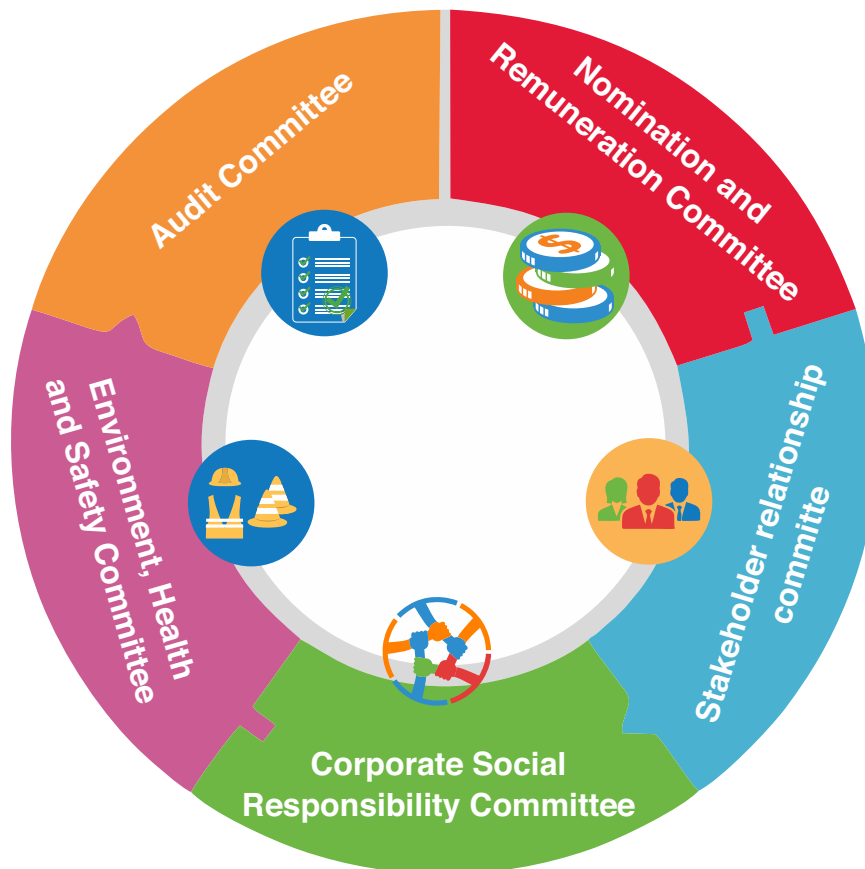 Audit Committee
Nomination and
Remuneration Committee
Stakeholder relationship
committe
Corporate Social
Responsibility Committee
Environment, Health
and Safety Committee
$